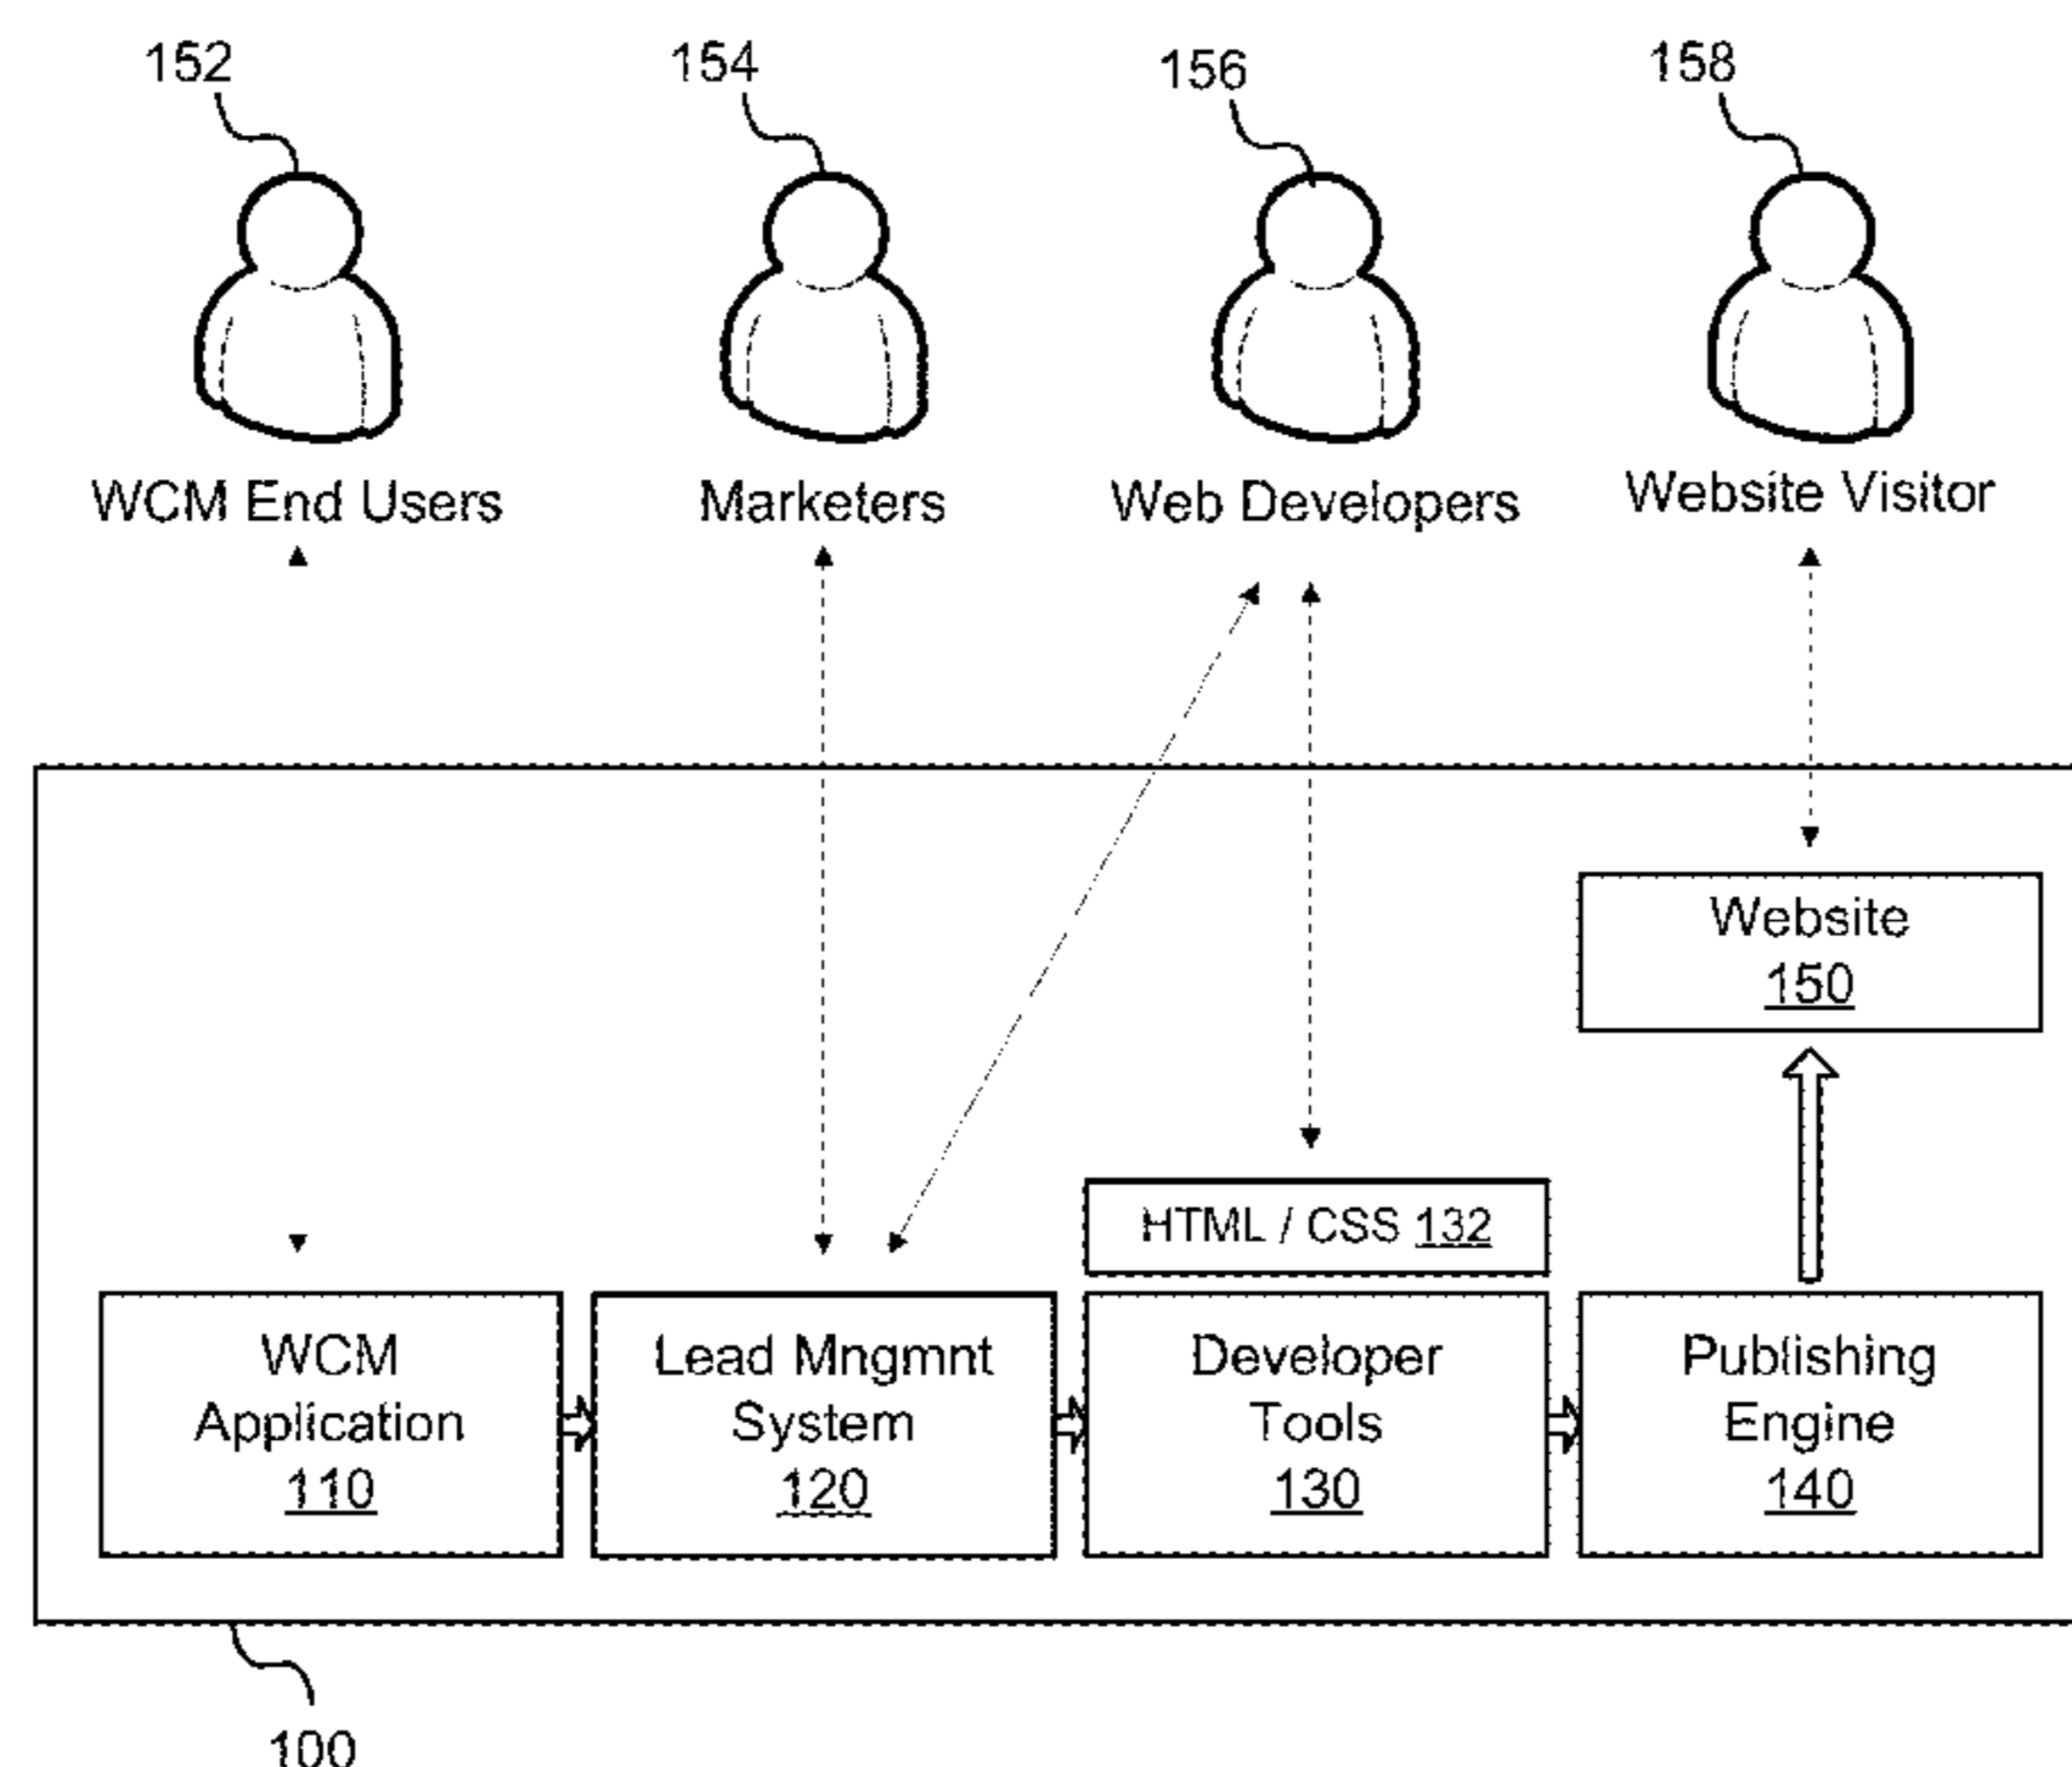 152
154
156
158
WCM End Users
Marketers
Web Developers
Website Visitor
Website
150
HTML / CSS 132
WCM
Application
110
Lead Mngmnt
System
120
Developer
Tools
130
Publishing
Engine
140
100